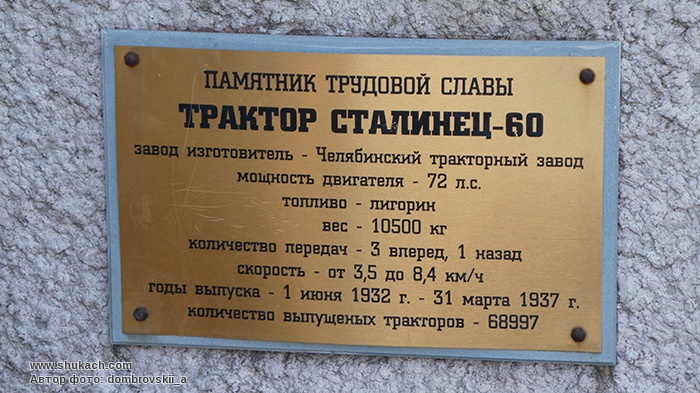 ПАМЯТНИК ТРУДОВОЙ СЛАВЫ
ТРАКТОР СТАЛИНЕЦ-60
завод изготовитель - Челябинский тракторный завод
мощность двигателя - 72 л.с.
топливо - лигорин
вес - 10500 кг
количество передач - 3 вперед, 1 назад
скорость - от 3,5 до 8,4 км/ч
годы выпуска - 1 июня 1932 г. - 31 марта 1937 г.
количество выпущеных тракторов - 68997
www.shukach.com
Автор фото: dombrovskii_a